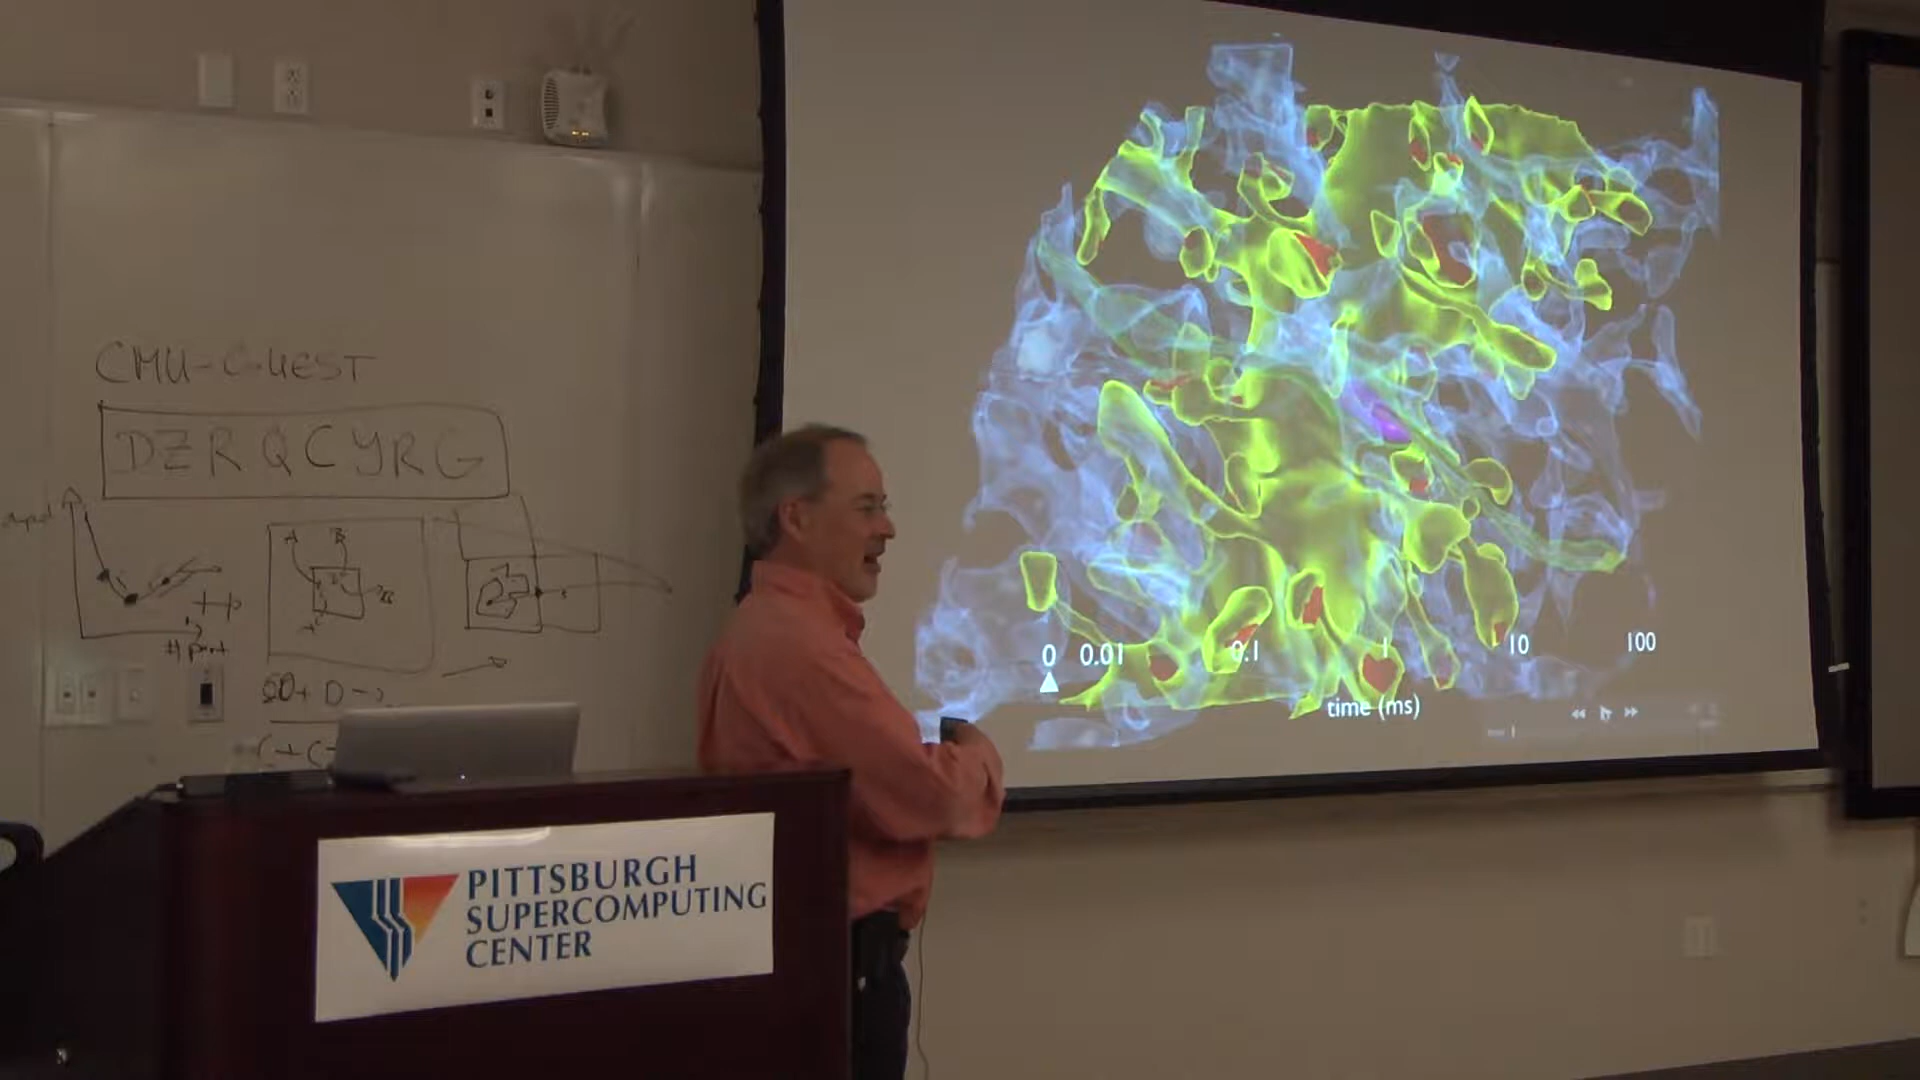 CMU-GUEST
DZRQCYRG
A B
0 0.01 0.1 1 10 100
time (ms)
PITTSBURGH
SUPERCOMPUTING
CENTER